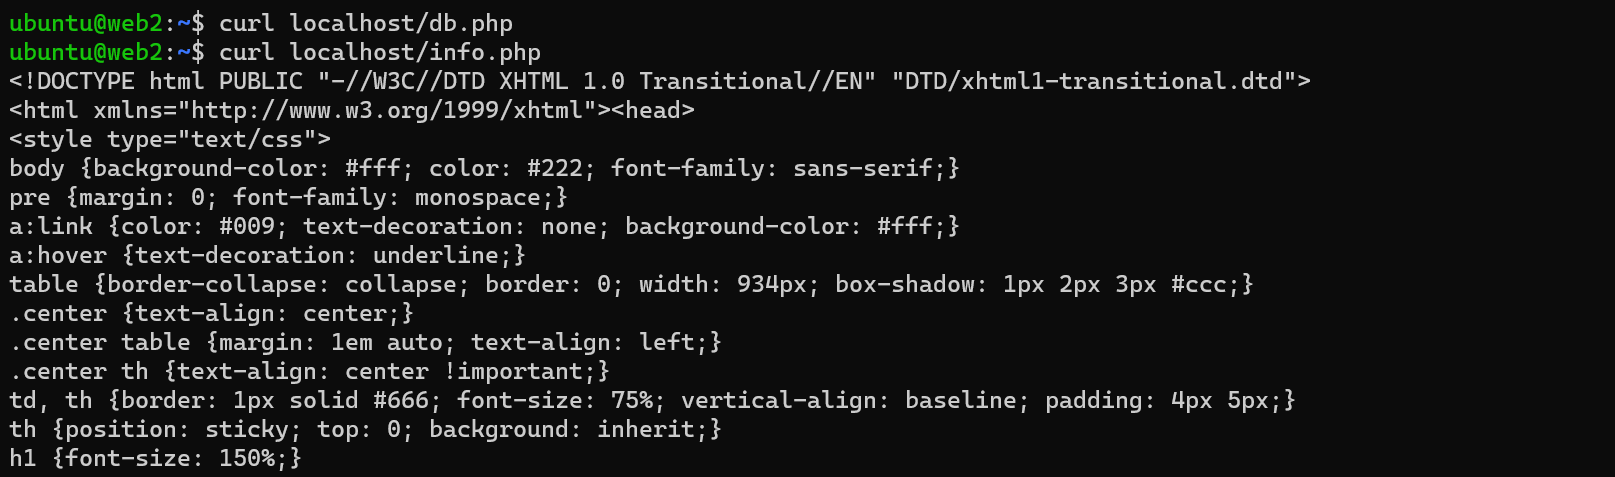 ubuntu@web2:~$ curl localhost/db.php
ubuntu@web2:~$ curl localhost/info.php
<!DOCTYPE html PUBLIC "-//W3C//DTD XHTML 1.0 Transitional//EN" "DTD/xhtml1-transitional.dtd">
<html xmlns="http://www.w3.org/1999/xhtml"><head>
<style type="text/css">
body {background-color: #fff; color: #222; font-family: sans-serif;}
pre {margin: 0; font-family: monospace;}
a:link {color: #009; text-decoration: none; background-color: #fff;}
a:hover {text-decoration: underline;}
table {border-collapse: collapse; border: 0; width: 934px; box-shadow: 1px 2px 3px #ccc;}
.center {text-align: center;}
.center table {margin: 1em auto; text-align: left;}
.center th {text-align: center !important;}
td, th {border: 1px solid #666; font-size: 75%; vertical-align: baseline; padding: 4px 5px;}
th {position: sticky; top: 0; background: inherit;}
h1 {font-size: 150%;}